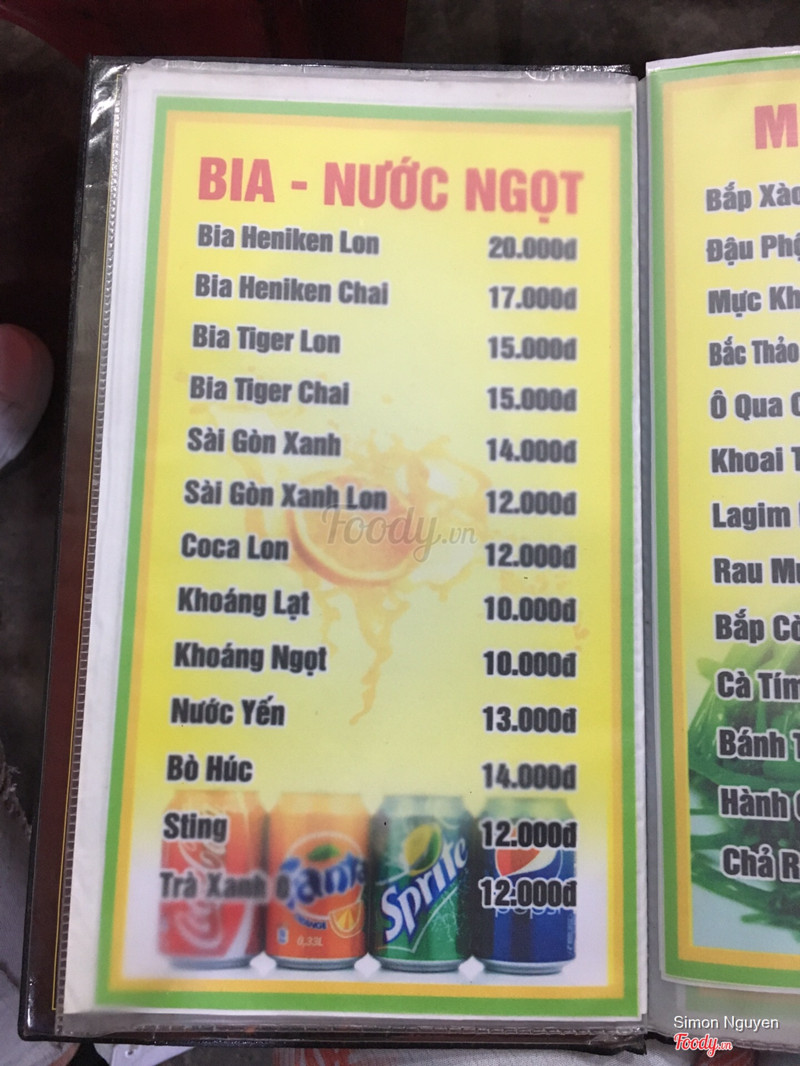 BIA - NƯỚC NGỌT
Bia Heniken Lon 20.000đ
Bia Heniken Chai 17.000đ
Bia Tiger Lon 15.000đ
Bia Tiger Chai 15.000đ
Sài Gòn Xanh 14.000đ
Sài Gòn Xanh Lon 12.000đ
Coca Lon 12.000đ
Khoáng Lạt 10.000đ
Khoáng Ngọt 10.000đ
Nước Yến 13.000đ
Bò Húc 14.000đ
Sting 12.000đ
Trà Xanh 0 12.000đ
Coca-Cola
Fanta
0,33L
Sprite
pepsi
M
Bắp Xào
Đậu Phộ
Mực Kh
Bắc Thảo
Ô Qua
Khoai T
Lagim
Rau Mu
Bắp Cò
Cà Tím
Bánh T
Hành
Chả R
Foody.vn
Simon Nguyen
Foody.vn